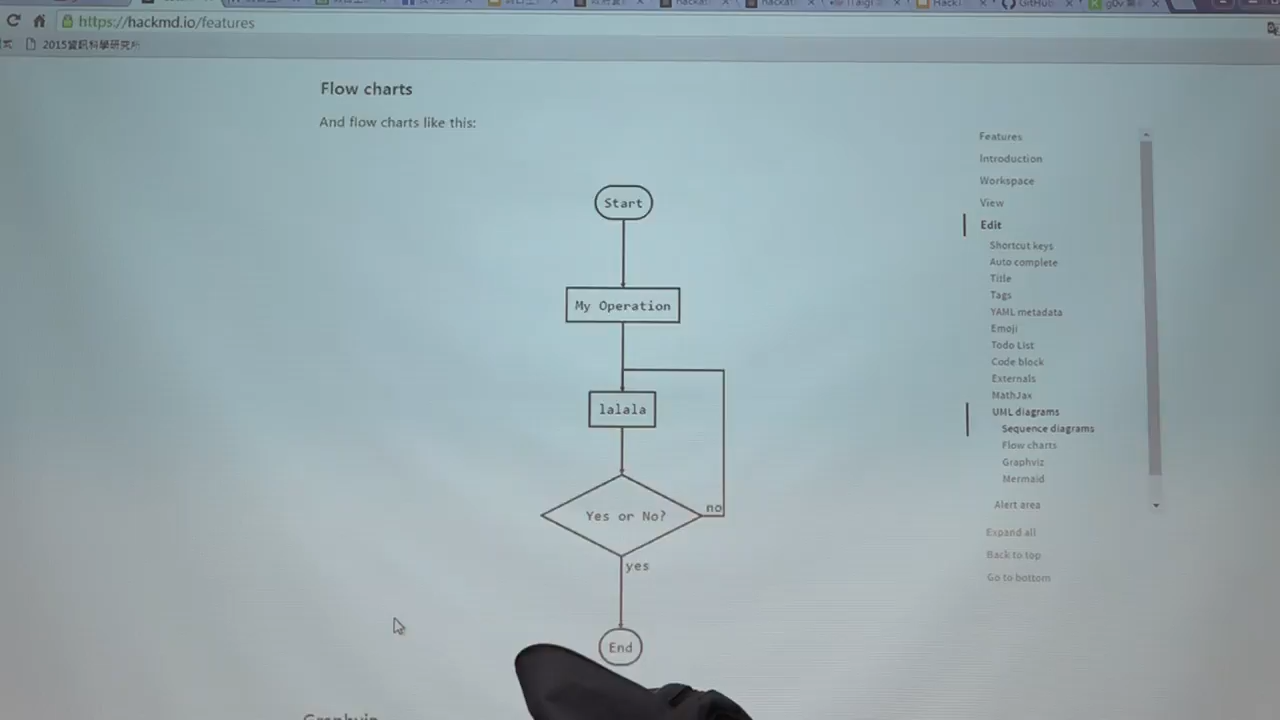 https://hackmd.io/features
2015資訊科學研究所
Flow charts
And flow charts like this:
Start
My Operation
lalala
Yes or No?
no
yes
End
Features
Introduction
Workspace
View
Edit
Shortcut keys
Auto complete
Title
Tags
YAML metadata
Emoji
Todo List
Code block
Externals
MathJax
UML diagrams
Sequence diagrams
Flow charts
Graphviz
Mermaid
Alert area
Expand all
Back to top
Go to bottom
Graphviz